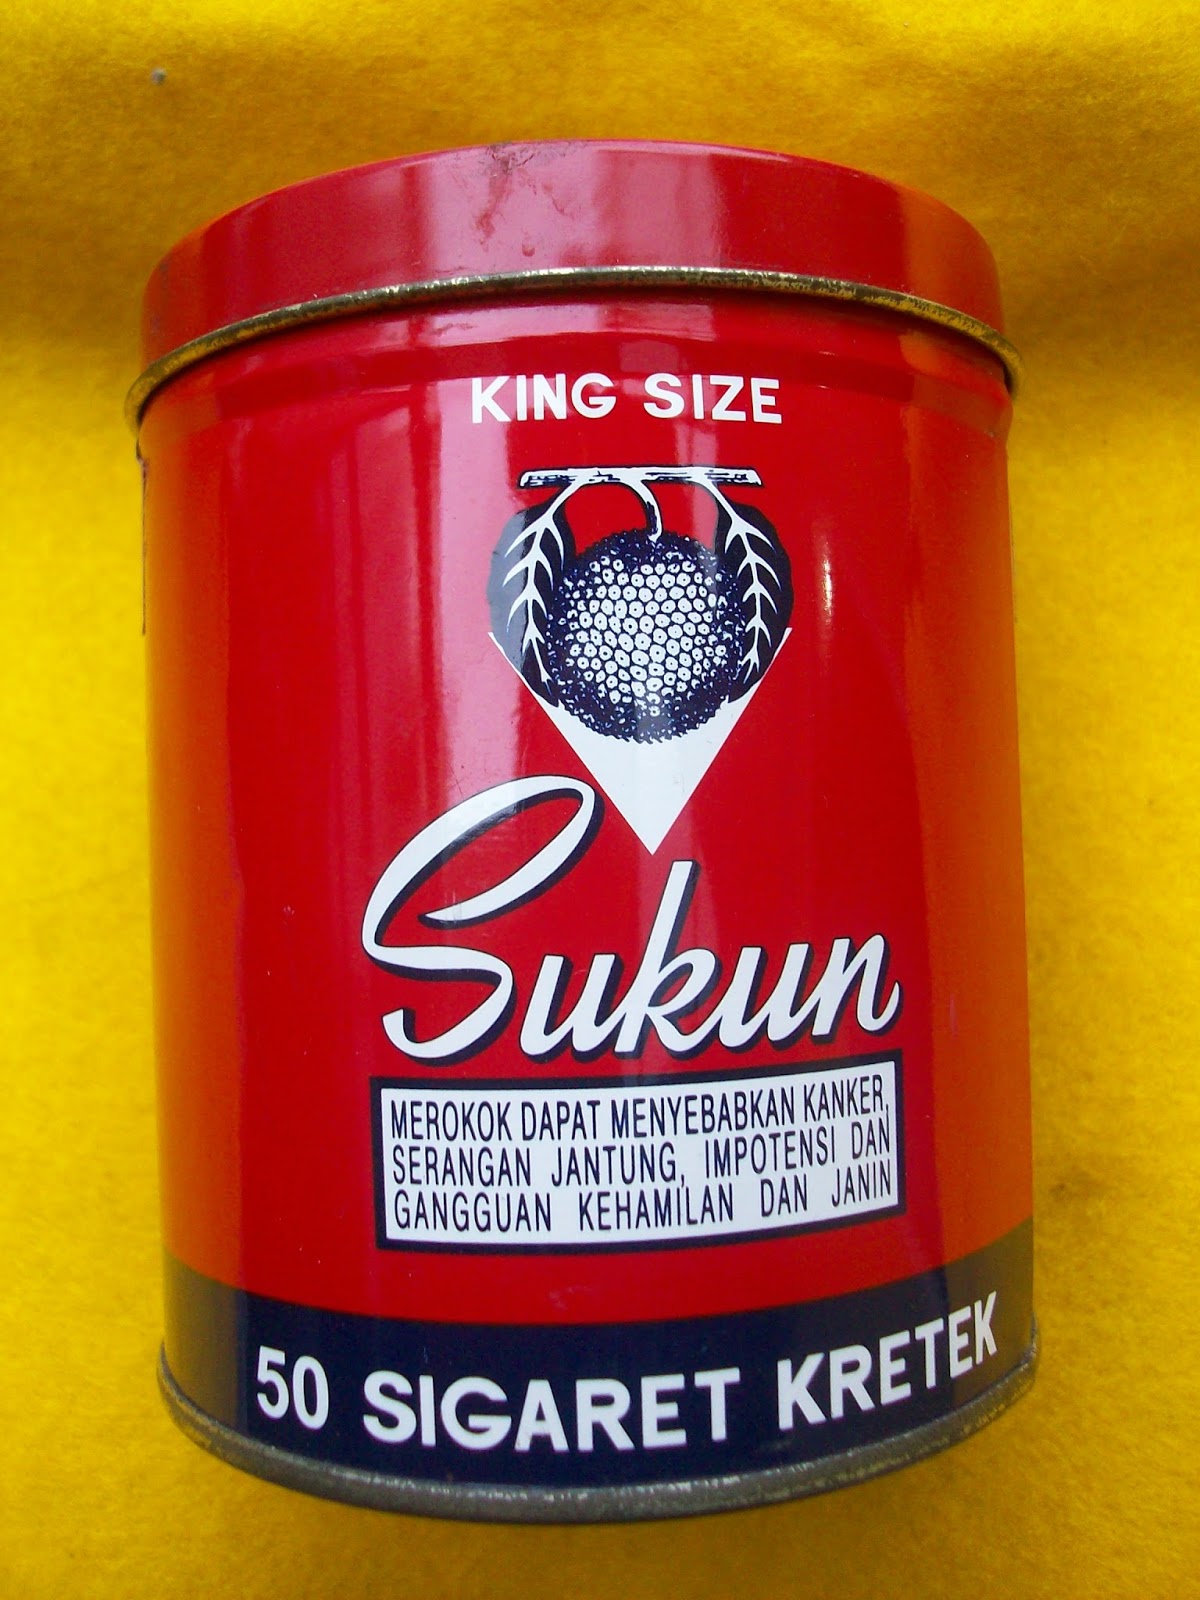 KING SIZE
Sukun
MEROKOK DAPAT MENYEBABKAN KANKER,
SERANGAN JANTUNG, IMPOTENSI DAN
GANGGUAN KEHAMILAN DAN JANIN
50 SIGARET KRETEK